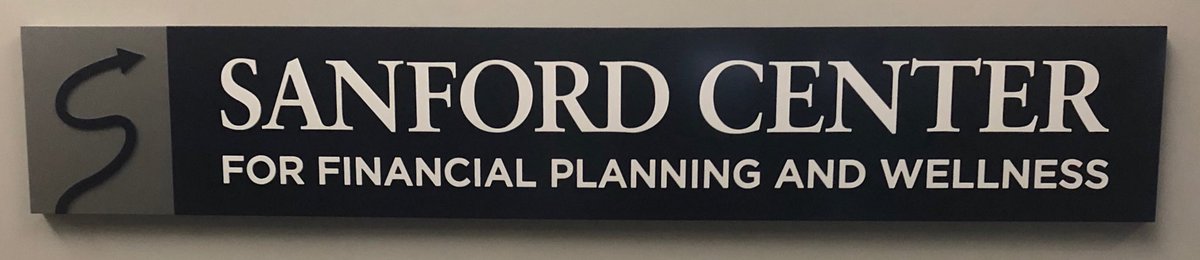 SANFORD CENTER
FOR FINANCIAL PLANNING AND WELLNESS